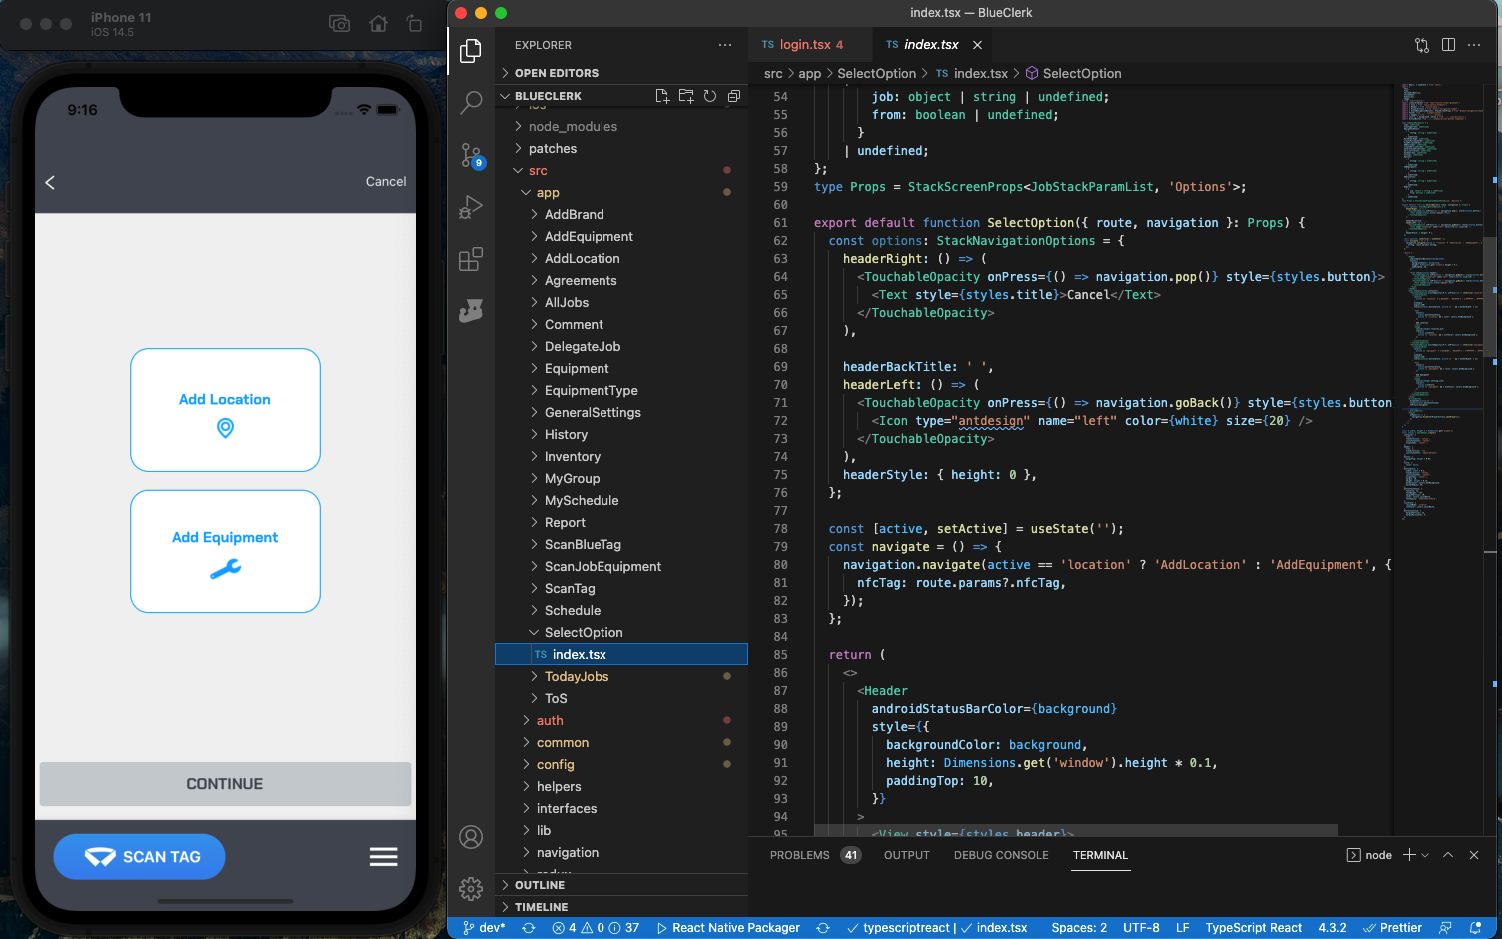 iPhone 11
iOS 14.5
9:16
Cancel
Add Location
Add Equipment
CONTINUE
SCAN TAG
index.tsx — BlueClerk
EXPLORER
OPEN EDITORS
BLUECLERK
ios
node_modules
patches
src
app
AddBrand
AddEquipment
AddLocation
Agreements
AllJobs
Comment
DelegateJob
Equipment
EquipmentType
GeneralSettings
History
Inventory
MyGroup
MySchedule
Report
ScanBlueTag
ScanJobEquipment
ScanTag
Schedule
SelectOption
TS index.tsx
TodayJobs
ToS
auth
common
config
helpers
interfaces
lib
navigation
redux
OUTLINE
TIMELINE
9
TS login.tsx 4
TS index.tsx
src > app > SelectOption > TS index.tsx > SelectOption
54 job: object | string | undefined;
55 from: boolean | undefined;
56 }
57 | undefined;
58 };
59 type Props = StackScreenProps<JobStackParamList, 'Options'>;
60
61 export default function SelectOption({ route, navigation }: Props) {
62 const options: StackNavigationOptions = {
63 headerRight: () => (
64 <TouchableOpacity onPress={() => navigation.pop()} style={styles.button}>
65 <Text style={styles.title}>Cancel</Text>
66 </TouchableOpacity>
67 ),
68
69 headerBackTitle: ' ',
70 headerLeft: () => (
71 <TouchableOpacity onPress={() => navigation.goBack()} style={styles.button
72 <Icon type="antdesign" name="left" color={white} size={20} />
73 </TouchableOpacity>
74 ),
75 headerStyle: { height: 0 },
76 };
77
78 const [active, setActive] = useState('');
79 const navigate = () => {
80 navigation.navigate(active == 'location' ? 'AddLocation' : 'AddEquipment', {
81 nfcTag: route.params?.nfcTag,
82 });
83 };
84
85 return (
86 <>
87 <Header
88 androidStatusBarColor={background}
89 style={{
90 backgroundColor: background,
91 height: Dimensions.get('window').height * 0.1,
92 paddingTop: 10,
93 }}
94 >
95 <View style={styles.header}>
PROBLEMS 41 OUTPUT DEBUG CONSOLE TERMINAL node
dev* 4 0 37 React Native Packager typescriptreact | index.tsx Spaces: 2 UTF-8 LF TypeScript React 4.3.2 Prettier